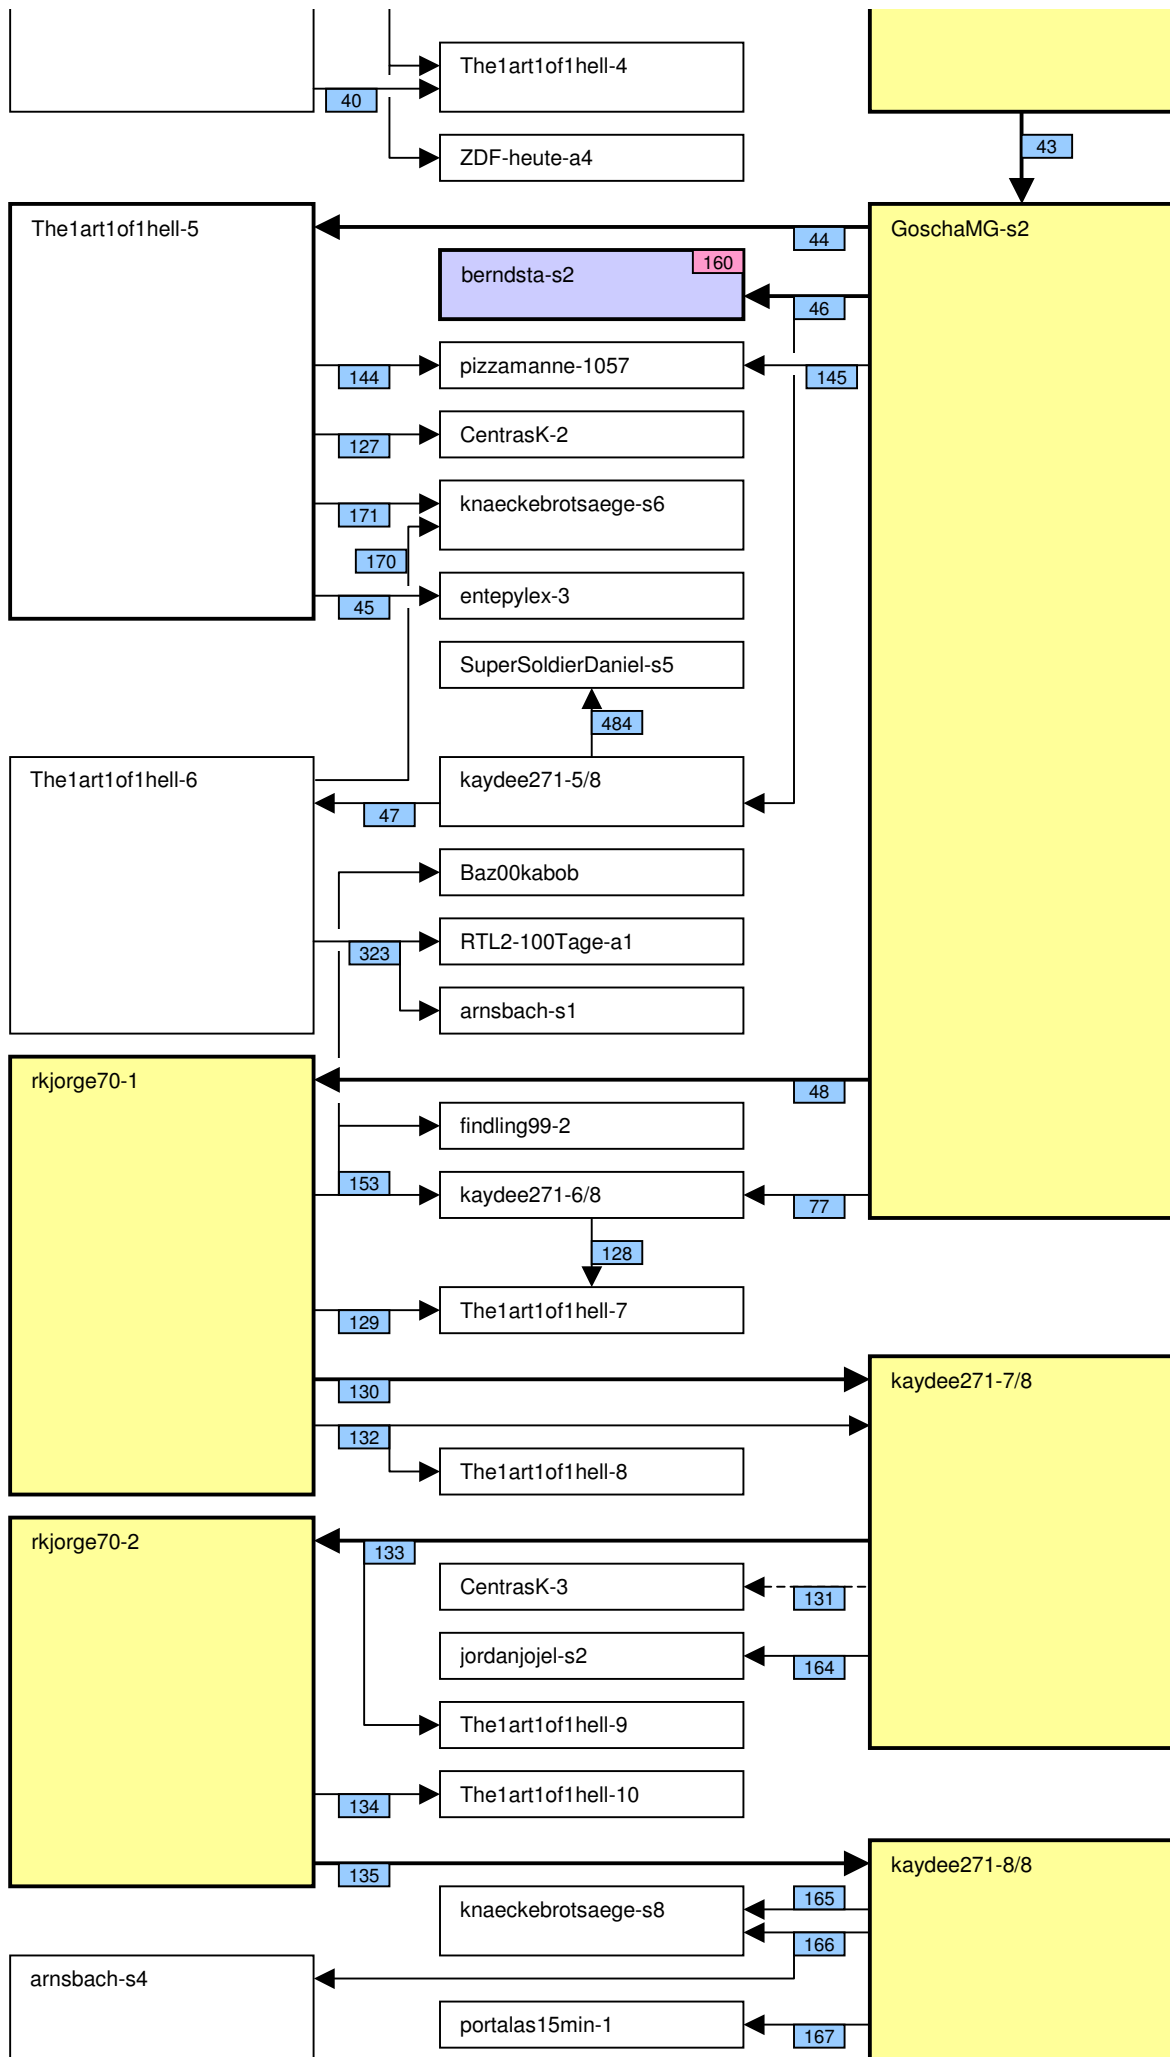 The1art1of1hell-4
40
43
ZDF-heute-a4
The1art1of1hell-5
44
GoschaMG-s2
berndsta-s2
160
46
144
pizzamanne-1057
145
127
CentrasK-2
171
knaeckebrotsaege-s6
170
45
entepylex-3
SuperSoldierDaniel-s5
484
The1art1of1hell-6
kaydee271-5/8
47
Baz00kabob
323
RTL2-100Tage-a1
arnsbach-s1
rkjorge70-1
48
findling99-2
153
kaydee271-6/8
77
128
129
The1art1of1hell-7
130
kaydee271-7/8
132
The1art1of1hell-8
rkjorge70-2
133
CentrasK-3
131
jordanjojel-s2
164
The1art1of1hell-9
134
The1art1of1hell-10
135
kaydee271-8/8
knaeckebrotsaege-s8
165
166
arnsbach-s4
portalas15min-1
167